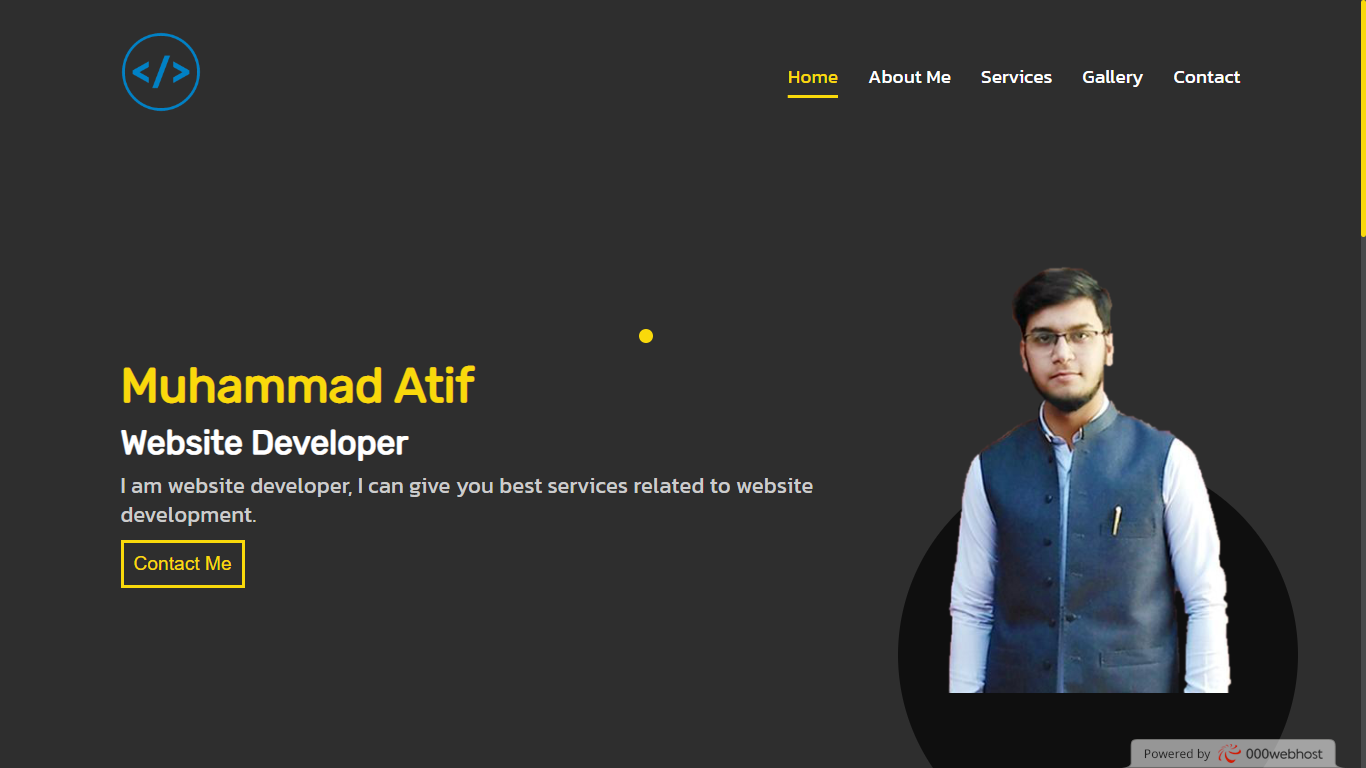 </>
Home About Me Services Gallery Contact
Muhammad Atif
Website Developer
I am website developer, I can give you best services related to website
development.
Contact Me
Powered by 000webhost